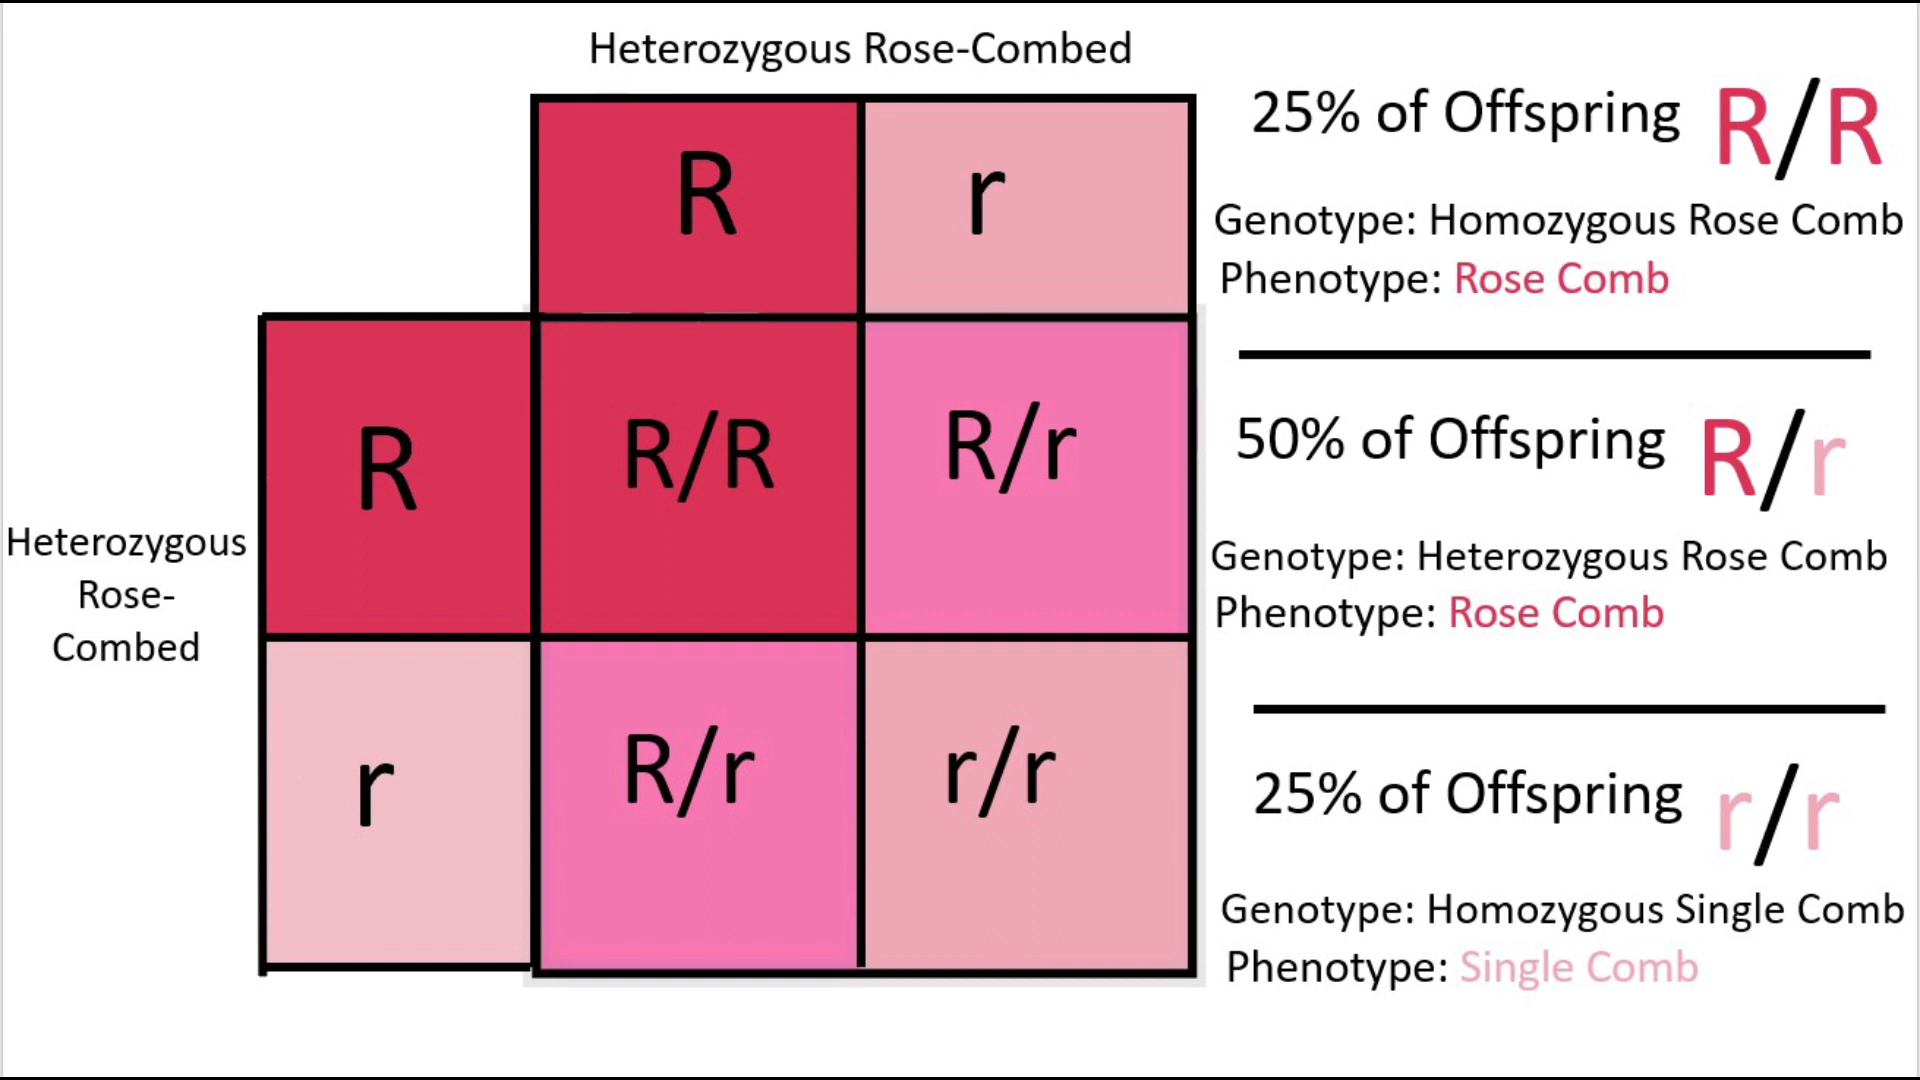 Heterozygous Rose-Combed
R
r
Heterozygous
Rose-
Combed
R
R/R
R/r
r
R/r
r/r
25% of Offspring R/R
Genotype: Homozygous Rose Comb
Phenotype: Rose Comb
50% of Offspring R/r
Genotype: Heterozygous Rose Comb
Phenotype: Rose Comb
25% of Offspring r/r
Genotype: Homozygous Single Comb
Phenotype: Single Comb